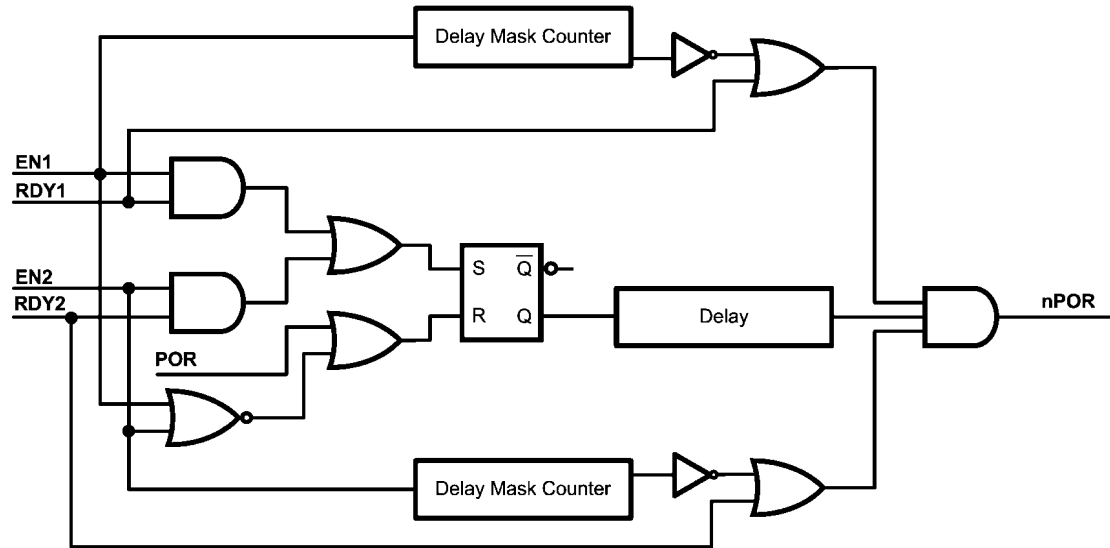 Delay Mask Counter
EN1
RDY1
EN2
RDY2
S Q̅
R Q
Delay
nPOR
POR
Delay Mask Counter